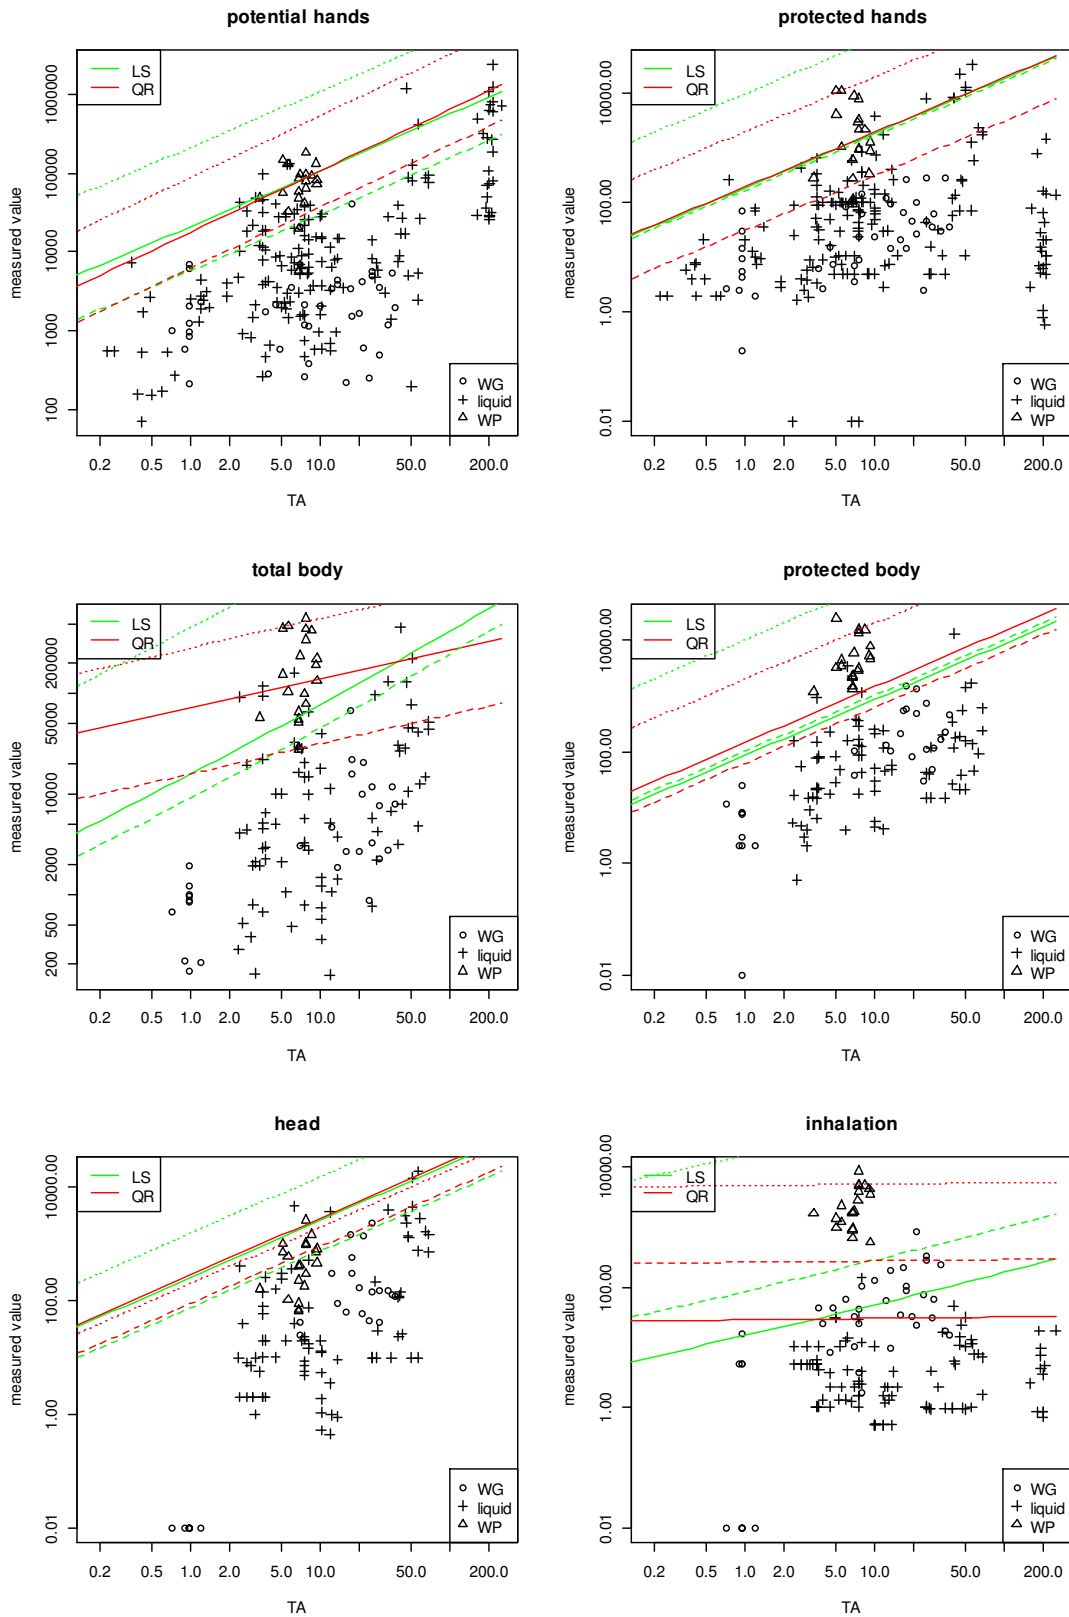 potential hands
measured value
1000000
100000
10000
1000
100
LS
QR
WG
liquid
WP
0.2 0.5 1.0 2.0 5.0 10.0 50.0 200.0
TA
protected hands
measured value
10000.00
100.00
1.00
0.01
LS
QR
WG
liquid
WP
0.2 0.5 1.0 2.0 5.0 10.0 50.0 200.0
TA
total body
measured value
200000
50000
10000
2000
500
200
LS
QR
WG
liquid
WP
0.2 0.5 1.0 2.0 5.0 10.0 50.0 200.0
TA
protected body
measured value
10000.00
100.00
1.00
0.01
LS
QR
WG
liquid
WP
0.2 0.5 1.0 2.0 5.0 10.0 50.0 200.0
TA
head
measured value
10000.00
100.00
1.00
0.01
LS
QR
WG
liquid
WP
0.2 0.5 1.0 2.0 5.0 10.0 50.0 200.0
TA
inhalation
measured value
10000.00
100.00
1.00
0.01
LS
QR
WG
liquid
WP
0.2 0.5 1.0 2.0 5.0 10.0 50.0 200.0
TA